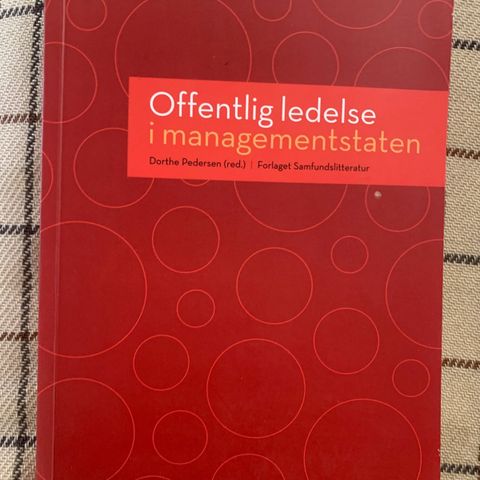 Offentlig ledelse
i managementstaten
Dorthe Pedersen (red.) | Forlaget Samfundslitteratur